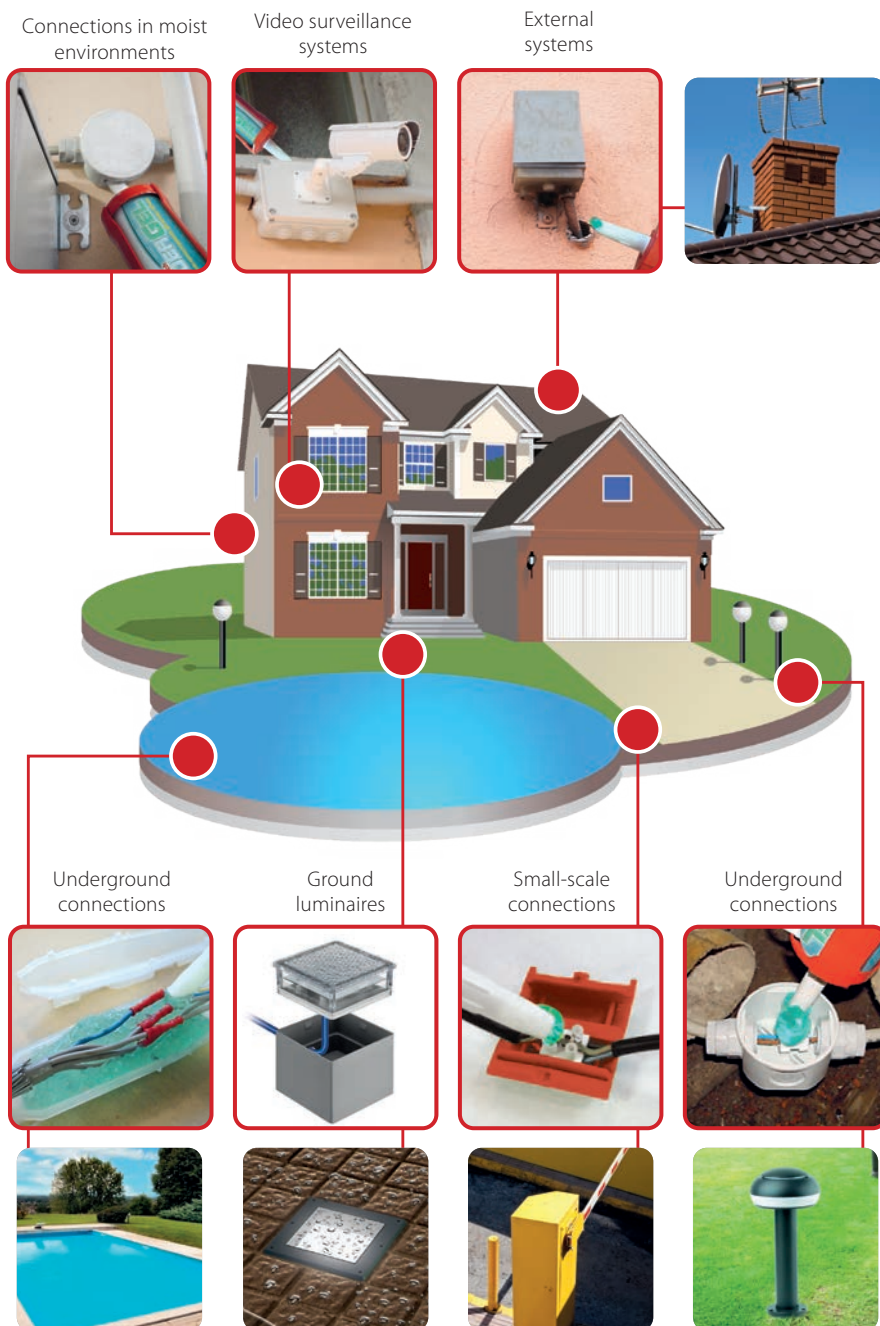 Connections in moist
environments
Video surveillance
systems
External
systems
Underground
connections
Ground
luminaires
Small-scale
connections
Underground
connections